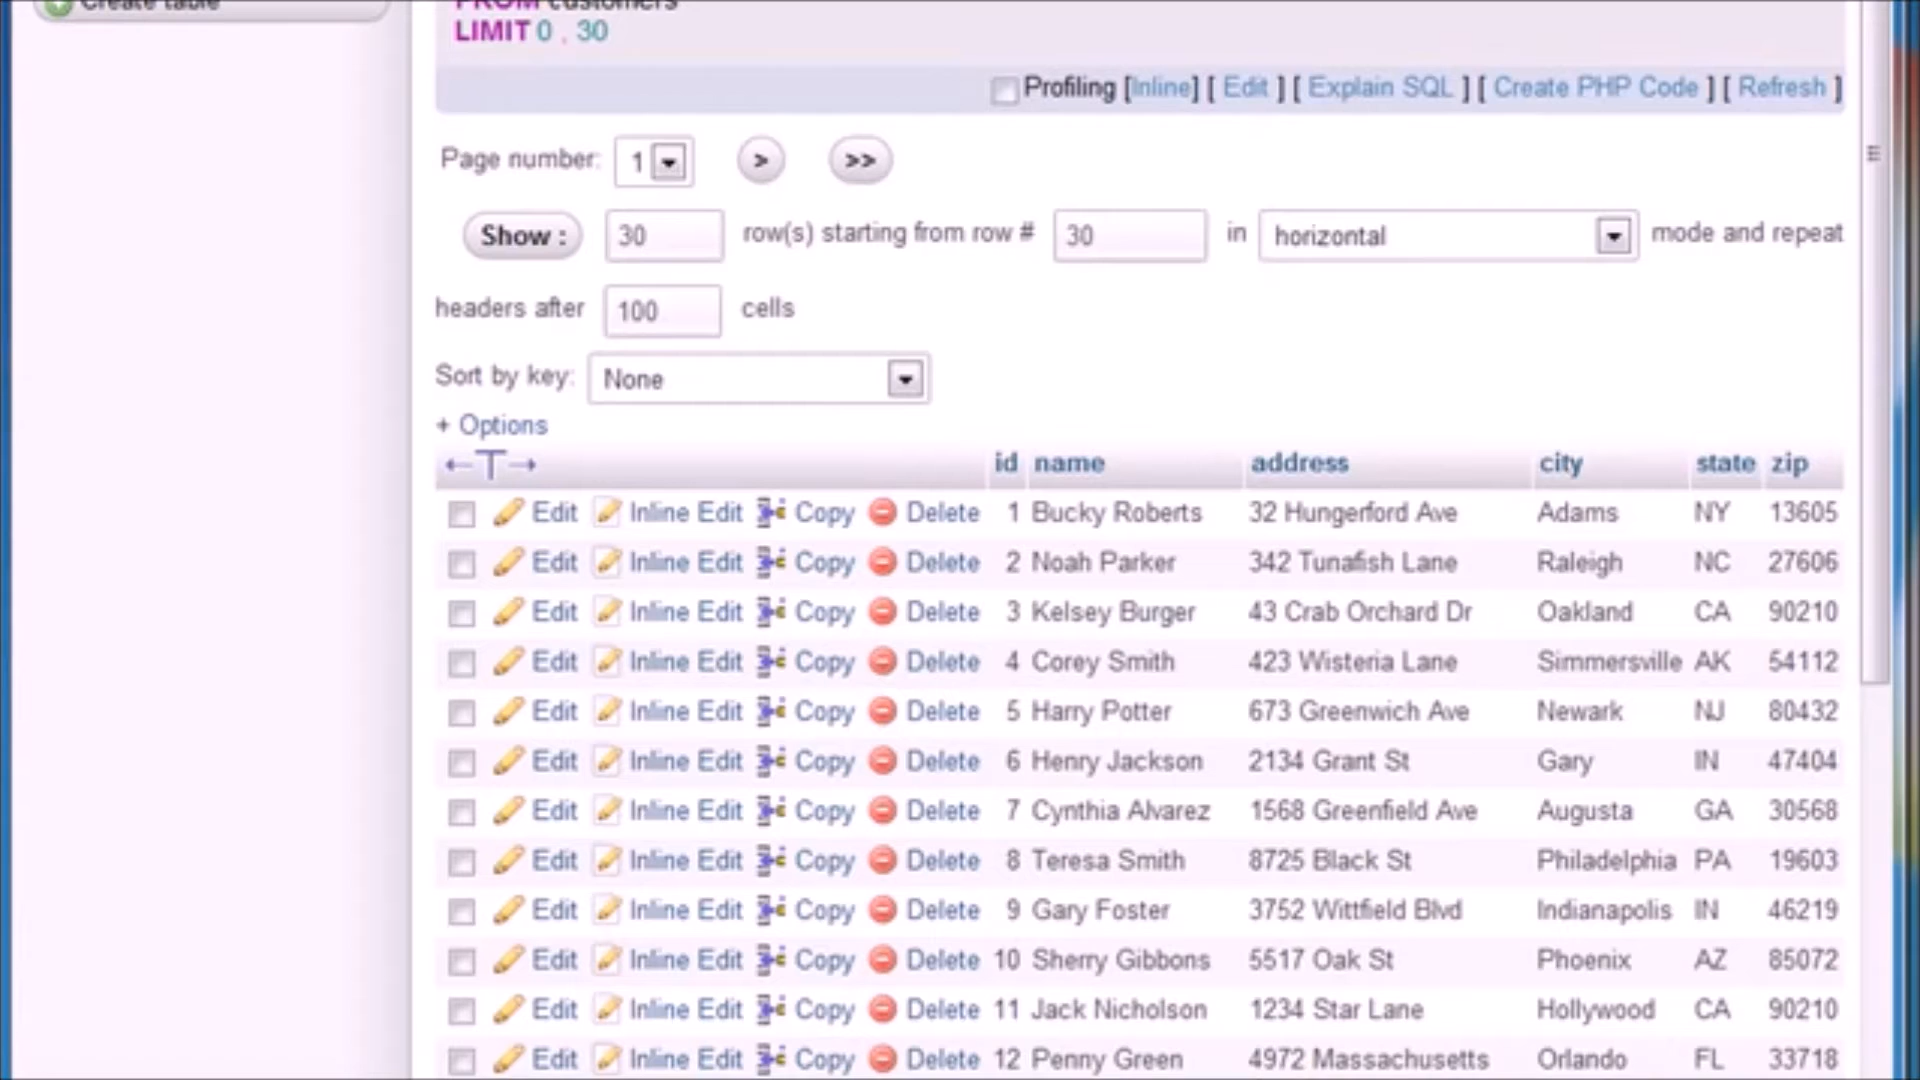 Create table
FROM customers
LIMIT 0 , 30
Profiling [Inline] [ Edit ] [ Explain SQL ] [ Create PHP Code ] [ Refresh ]
Page number: 1 > >>
Show : 30 row(s) starting from row # 30 in horizontal mode and repeat
headers after 100 cells
Sort by key: None
+ Options
←T→ id name address city state zip
Edit Inline Edit Copy Delete 1 Bucky Roberts 32 Hungerford Ave Adams NY 13605
Edit Inline Edit Copy Delete 2 Noah Parker 342 Tunafish Lane Raleigh NC 27606
Edit Inline Edit Copy Delete 3 Kelsey Burger 43 Crab Orchard Dr Oakland CA 90210
Edit Inline Edit Copy Delete 4 Corey Smith 423 Wisteria Lane Simmersville AK 54112
Edit Inline Edit Copy Delete 5 Harry Potter 673 Greenwich Ave Newark NJ 80432
Edit Inline Edit Copy Delete 6 Henry Jackson 2134 Grant St Gary IN 47404
Edit Inline Edit Copy Delete 7 Cynthia Alvarez 1568 Greenfield Ave Augusta GA 30568
Edit Inline Edit Copy Delete 8 Teresa Smith 8725 Black St Philadelphia PA 19603
Edit Inline Edit Copy Delete 9 Gary Foster 3752 Wittfield Blvd Indianapolis IN 46219
Edit Inline Edit Copy Delete 10 Sherry Gibbons 5517 Oak St Phoenix AZ 85072
Edit Inline Edit Copy Delete 11 Jack Nicholson 1234 Star Lane Hollywood CA 90210
Edit Inline Edit Copy Delete 12 Penny Green 4972 Massachusetts Orlando FL 33718